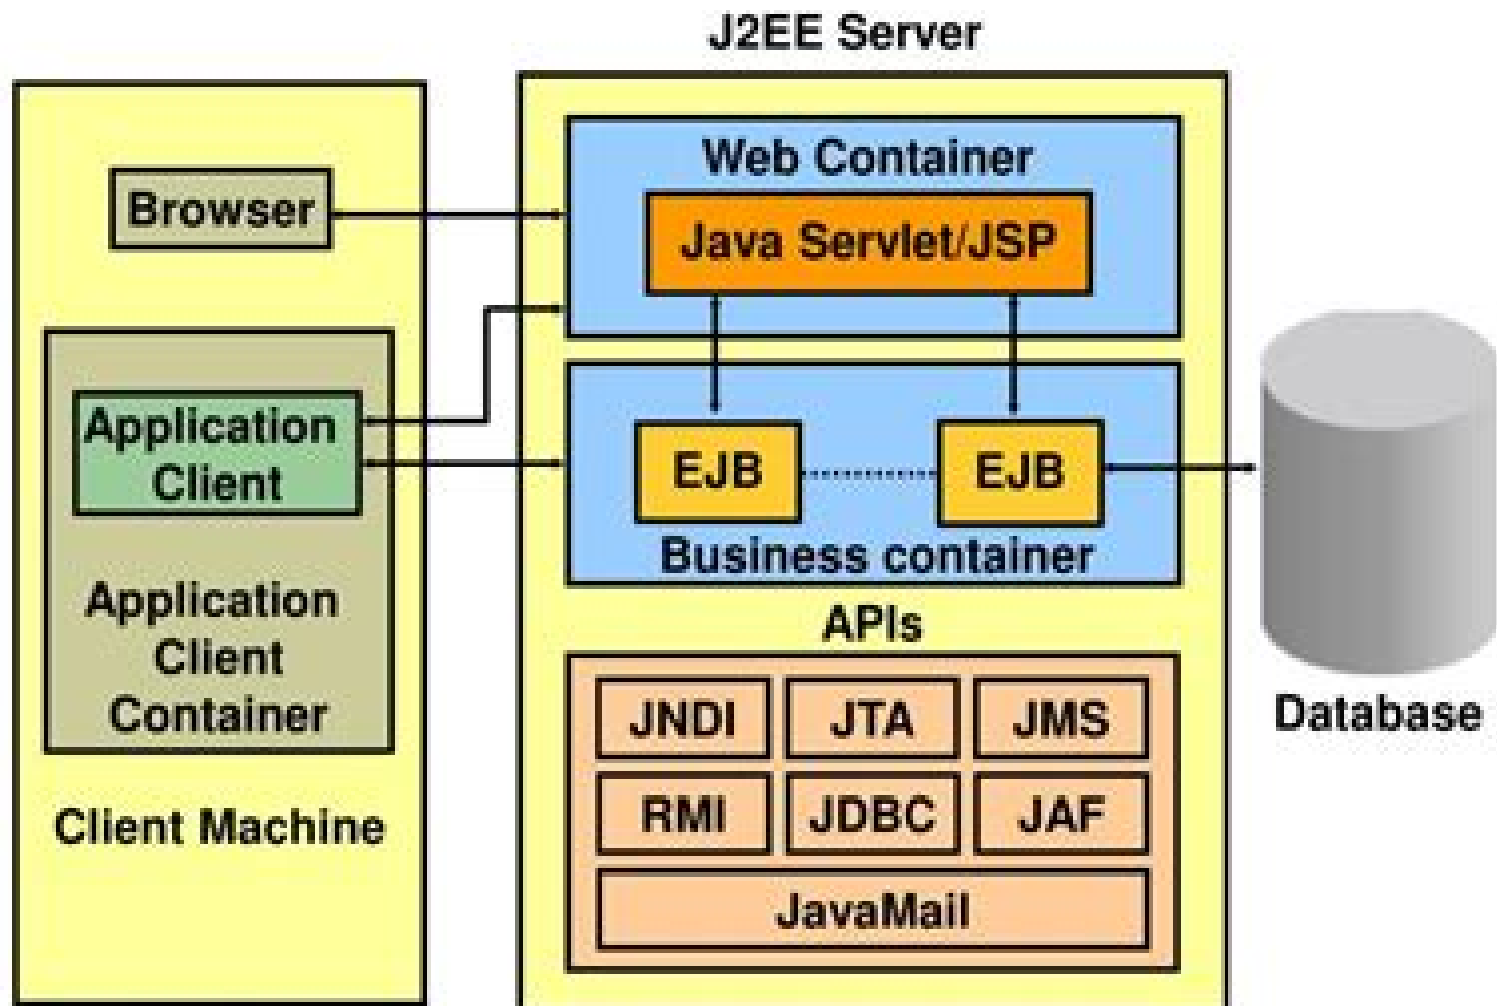 J2EE Server
Browser
Application
Client
Application
Client
Container
Client Machine
Web Container
Java Servlet/JSP
EJB
EJB
Business container
APIs
JNDI
JTA
JMS
RMI
JDBC
JAF
JavaMail
Database